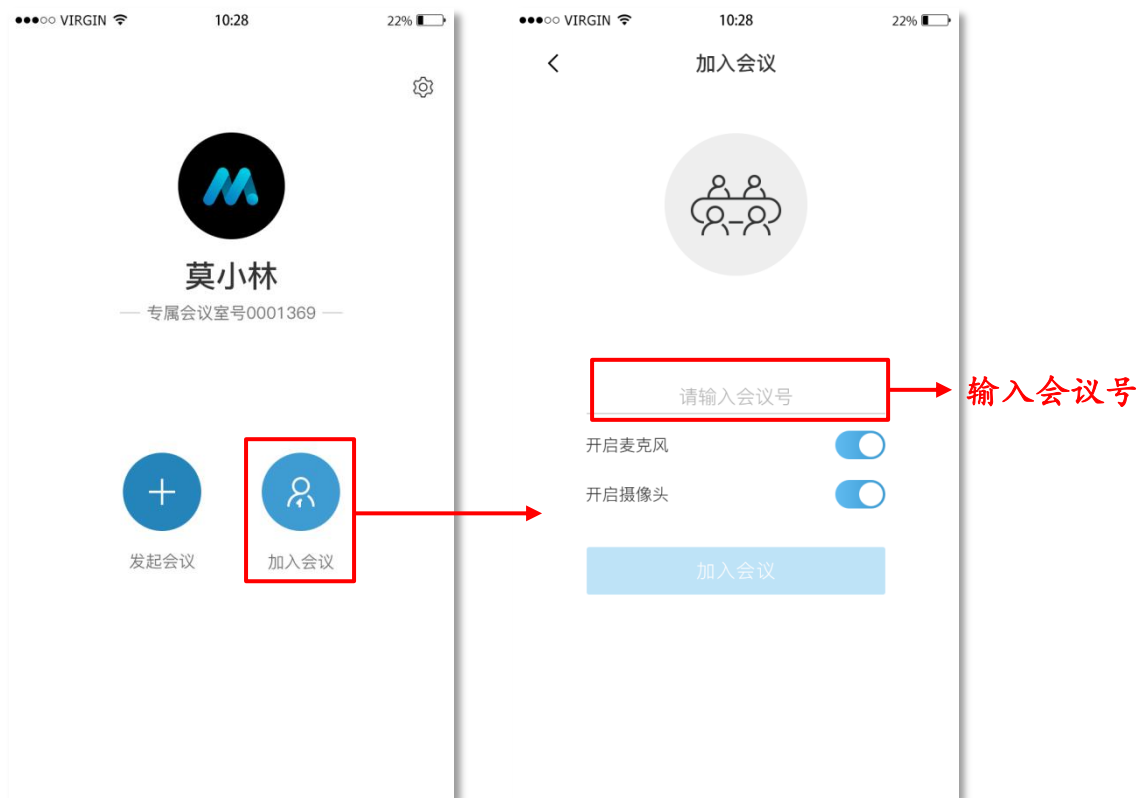 VIRGIN 10:28 22%
莫小林
专属会议室号0001369
发起会议
加入会议
VIRGIN 10:28 22%
加入会议
请输入会议号
输入会议号
开启麦克风
开启摄像头
加入会议